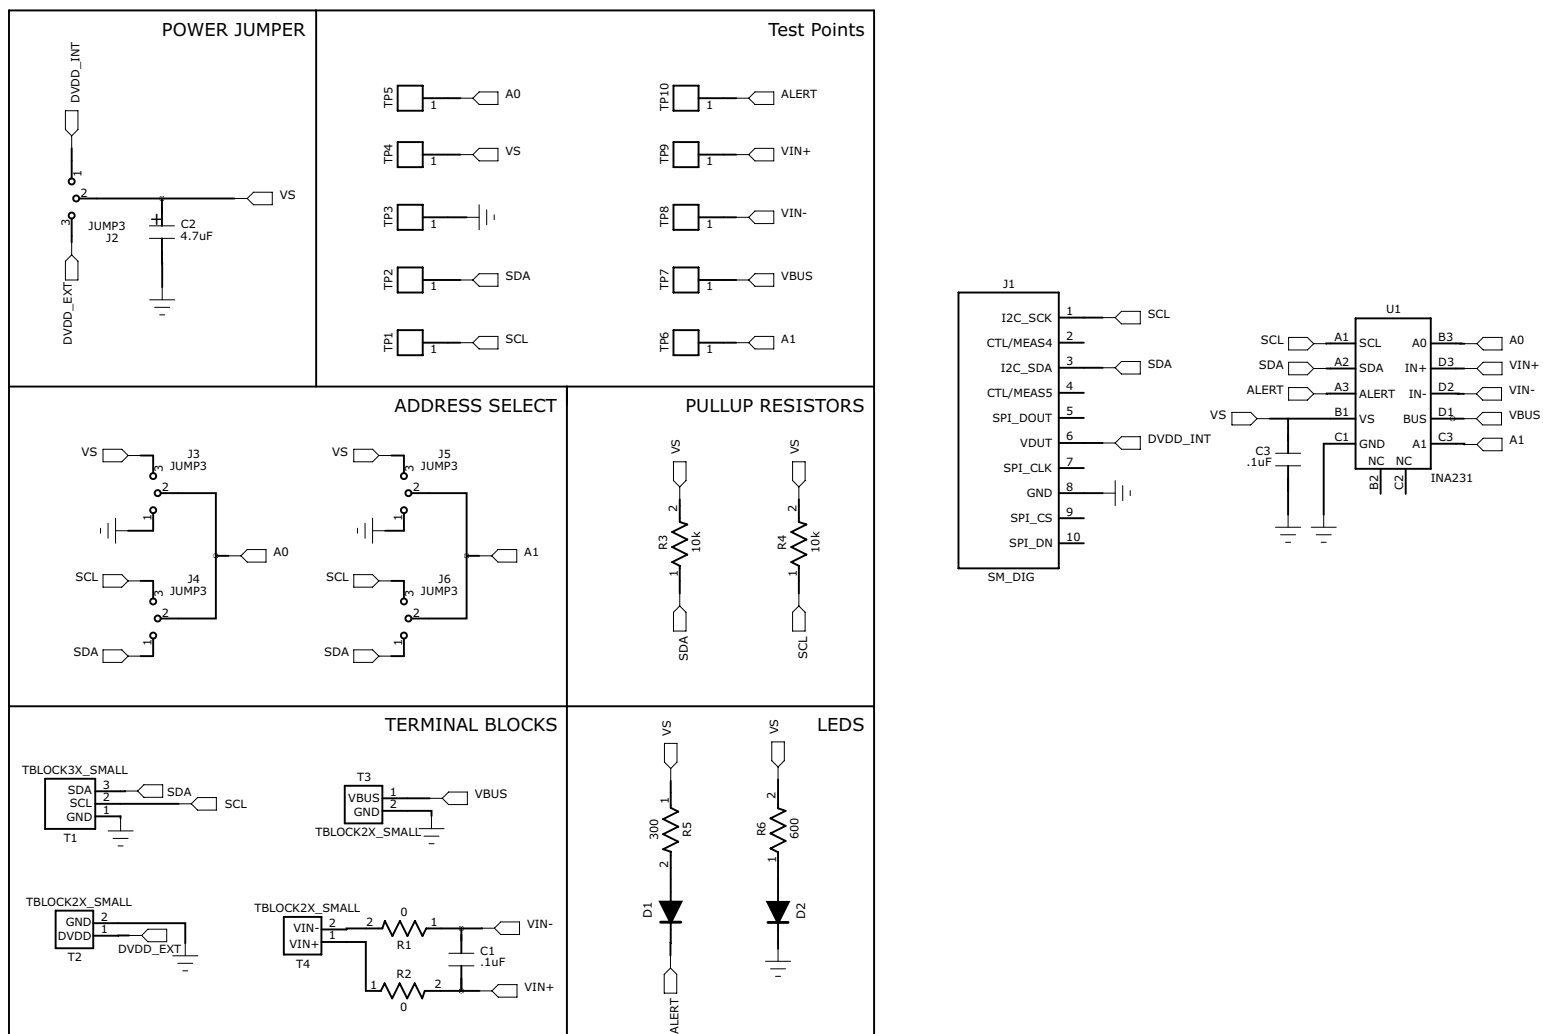 POWER JUMPER
DVDD_INT
1
2
3
VS
JUMP3
J2
+
C2
4.7uF
DVDD_EXT
Test Points
TP5
1
A0
TP10
1
ALERT
TP4
1
VS
TP9
1
VIN+
TP3
1
TP8
1
VIN-
TP2
1
SDA
TP7
1
VBUS
TP1
1
SCL
TP6
1
A1
ADDRESS SELECT
VS
3
J3
JUMP3
2
1
A0
SCL
3
J4
JUMP3
2
1
SDA
VS
3
J5
JUMP3
2
1
A1
SCL
3
J6
JUMP3
2
1
SDA
PULLUP RESISTORS
VS
2
R3
10k
1
SDA
VS
2
R4
10k
1
SCL
TERMINAL BLOCKS
TBLOCK3X_SMALL
SDA 3 SDA
SCL 2 SCL
GND 1
T1
T3
VBUS 1 VBUS
GND 2
TBLOCK2X_SMALL
TBLOCK2X_SMALL
GND 2
DVDD 1
DVDD_EXT
T2
TBLOCK2X_SMALL
VIN- 2
VIN+ 1
T4
0
2 1
R1
VIN-
C1
.1uF
R2
1 2
0
VIN+
LEDS
VS
1
300
R5
2
D1
ALERT
VS
2
R6
600
1
D2
J1
I2C_SCK 1 SCL
CTL/MEAS4 2
I2C_SDA 3 SDA
CTL/MEAS5 4
SPI_DOUT 5
VDUT 6 DVDD_INT
SPI_CLK 7
GND 8
SPI_CS 9
SPI_DN 10
SM_DIG
U1
SCL A1 SCL A0 B3 A0
SDA A2 SDA IN+ D3 VIN+
ALERT A3 ALERT IN- D2 VIN-
VS B1 VS BUS D1 VBUS
C1 GND A1 C3 A1
C3
.1uF
NC NC
B2 C2
INA231